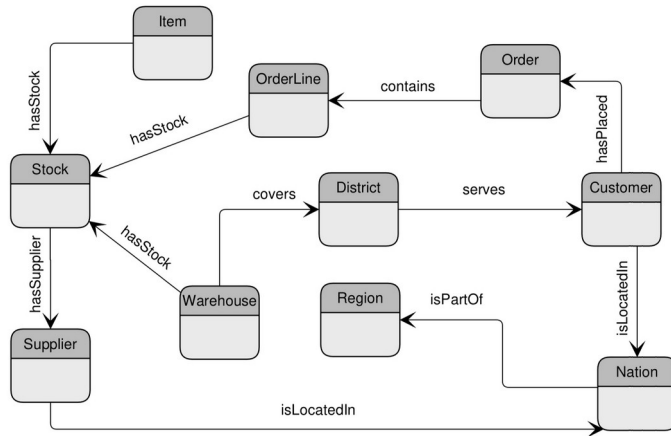 Item
Order
OrderLine
contains
hasStock
hasPlaced
hasStock
Stock
covers
District
serves
Customer
hasStock
hasSupplier
Warehouse
Region
isPartOf
isLocatedIn
Supplier
Nation
isLocatedIn